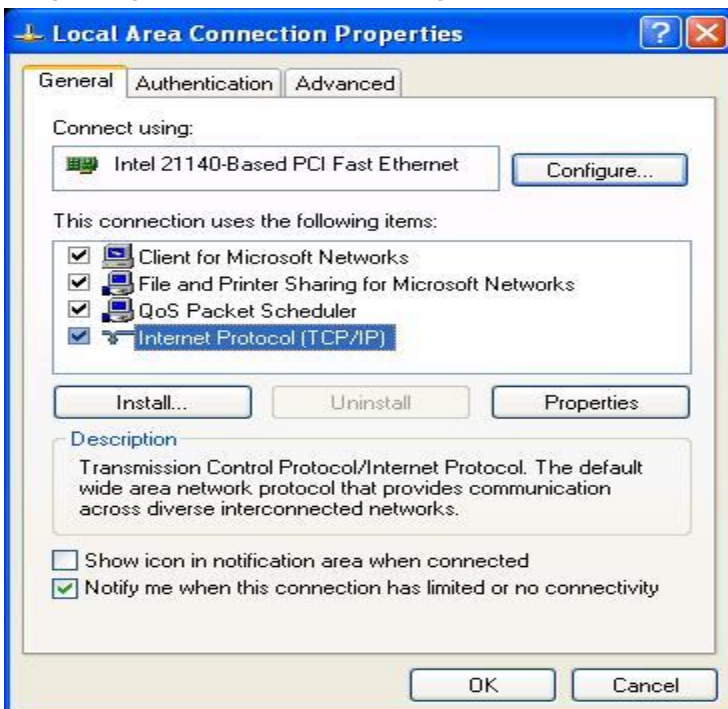 Local Area Connection Properties
General Authentication Advanced
Connect using:
Intel 21140-Based PCI Fast Ethernet Configure...
This connection uses the following items:
Client for Microsoft Networks
File and Printer Sharing for Microsoft Networks
QoS Packet Scheduler
Internet Protocol (TCP/IP)
Install... Uninstall Properties
Description
Transmission Control Protocol/Internet Protocol. The default
wide area network protocol that provides communication
across diverse interconnected networks.
Show icon in notification area when connected
Notify me when this connection has limited or no connectivity
OK Cancel